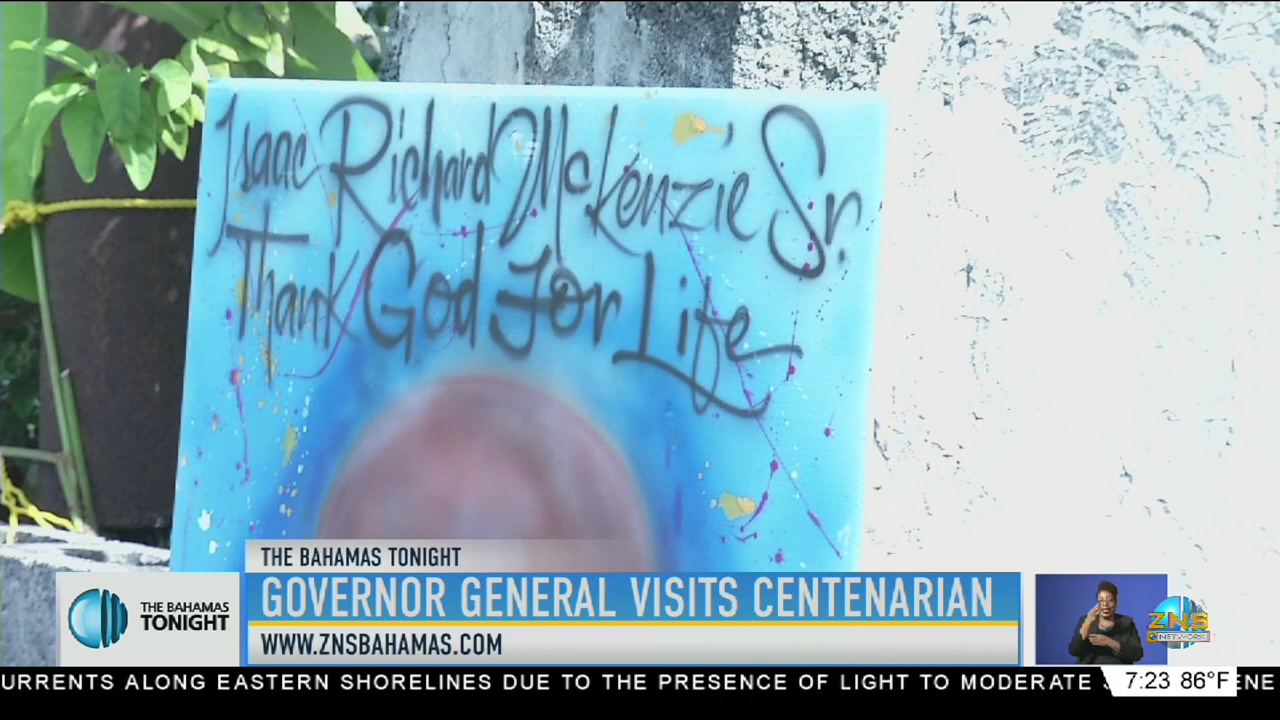 Isaac Richard McKenzie Sr.
Thank God For Life
THE BAHAMAS TONIGHT
GOVERNOR GENERAL VISITS CENTENARIAN
WWW.ZNSBAHAMAS.COM
THE BAHAMAS
TONIGHT
ZNS
NETWORK
URRENTS ALONG EASTERN SHORELINES DUE TO THE PRESENCE OF LIGHT TO MODERATE
7:23 86°F